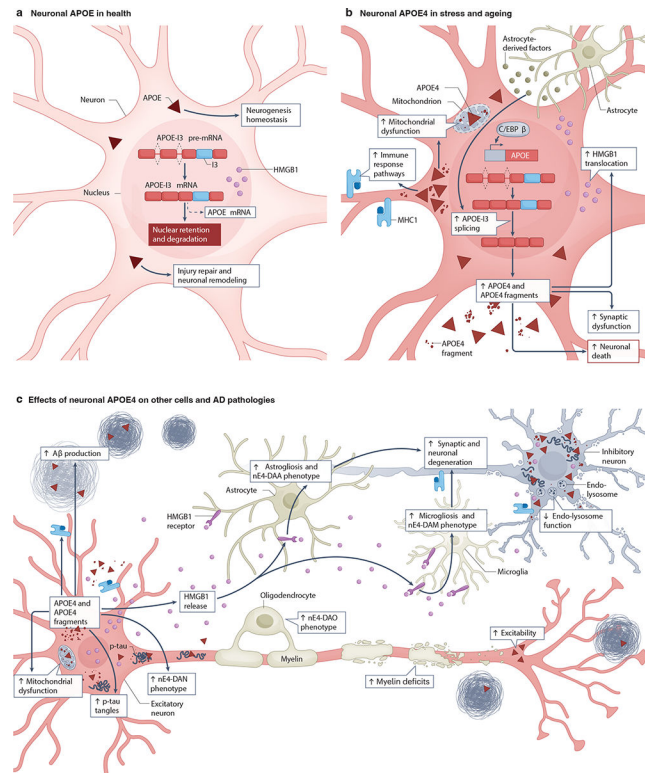 a Neuronal APOE in health
Neuron
APOE
Neurogenesis
homeostasis
APOE-I3 pre-mRNA
I3
HMGB1
Nucleus
APOE-I3 mRNA
APOE mRNA
Nuclear retention
and degradation
Injury repair and
neuronal remodeling
b Neuronal APOE4 in stress and ageing
Astrocyte-
derived factors
APOE4
Mitochondrion
Astrocyte
↑ Mitochondrial
dysfunction
C/EBP β
APOE
↑ Immune
response
pathways
↑ HMGB1
translocation
MHC1
↑ APOE-I3
splicing
↑ APOE4 and
APOE4 fragments
↑ Synaptic
dysfunction
APOE4
fragment
↑ Neuronal
death
c Effects of neuronal APOE4 on other cells and AD pathologies
↑ Aβ production
↑ Astrogliosis and
nE4-DAA phenotype
Astrocyte
↑ Synaptic and
neuronal
degeneration
Inhibitory
neuron
Endo-
lysosome
HMGB1
receptor
↑ Microgliosis and
nE4-DAM phenotype
↓ Endo-lysosome
function
Microglia
APOE4 and
APOE4
fragments
HMGB1
release
Oligodendrocyte
↑ nE4-DAO
phenotype
↑ Excitability
p-tau
Myelin
↑ Mitochondrial
dysfunction
↑ nE4-DAN
phenotype
↑ Myelin deficits
↑ p-tau
tangles
Excitatory
neuron